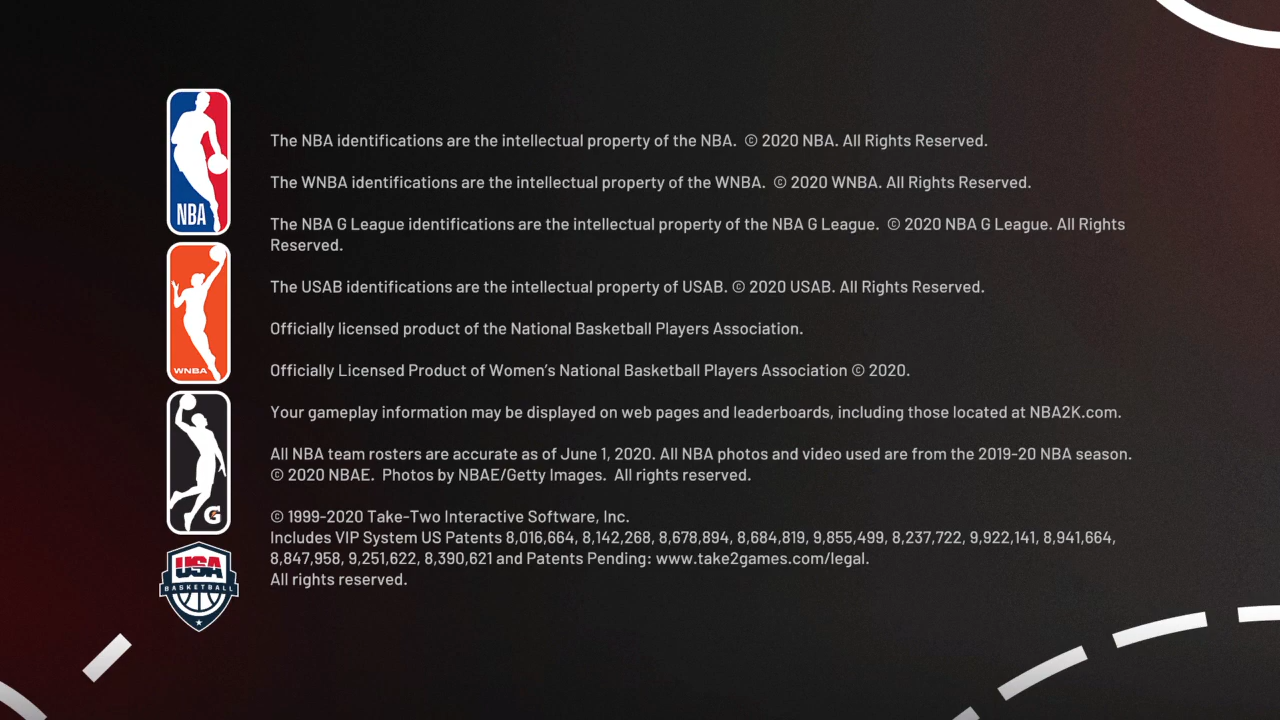 NBA
The NBA identifications are the intellectual property of the NBA.  © 2020 NBA. All Rights Reserved.
The WNBA identifications are the intellectual property of the WNBA.  © 2020 WNBA. All Rights Reserved.
The NBA G League identifications are the intellectual property of the NBA G League.  © 2020 NBA G League. All Rights
Reserved.
WNBA
The USAB identifications are the intellectual property of USAB. © 2020 USAB. All Rights Reserved.
Officially licensed product of the National Basketball Players Association.
Officially Licensed Product of Women’s National Basketball Players Association © 2020.
G
Your gameplay information may be displayed on web pages and leaderboards, including those located at NBA2K.com.
All NBA team rosters are accurate as of June 1, 2020. All NBA photos and video used are from the 2019-20 NBA season.
© 2020 NBAE.  Photos by NBAE/Getty Images.  All rights reserved.
© 1999-2020 Take-Two Interactive Software, Inc.
Includes VIP System US Patents 8,016,664, 8,142,268, 8,678,894, 8,684,819, 9,855,499, 8,237,722, 9,922,141, 8,941,664,
8,847,958, 9,251,622, 8,390,621 and Patents Pending: www.take2games.com/legal.
All rights reserved.
USA
BASKETBALL